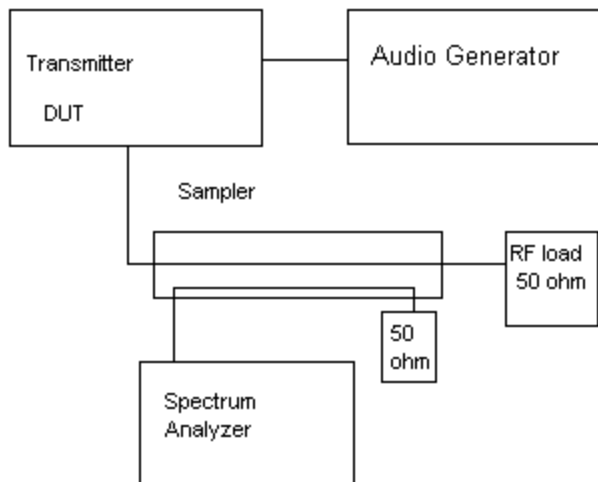 Transmitter
DUT
Audio Generator
Sampler
RF load
50 ohm
50
ohm
Spectrum
Analyzer